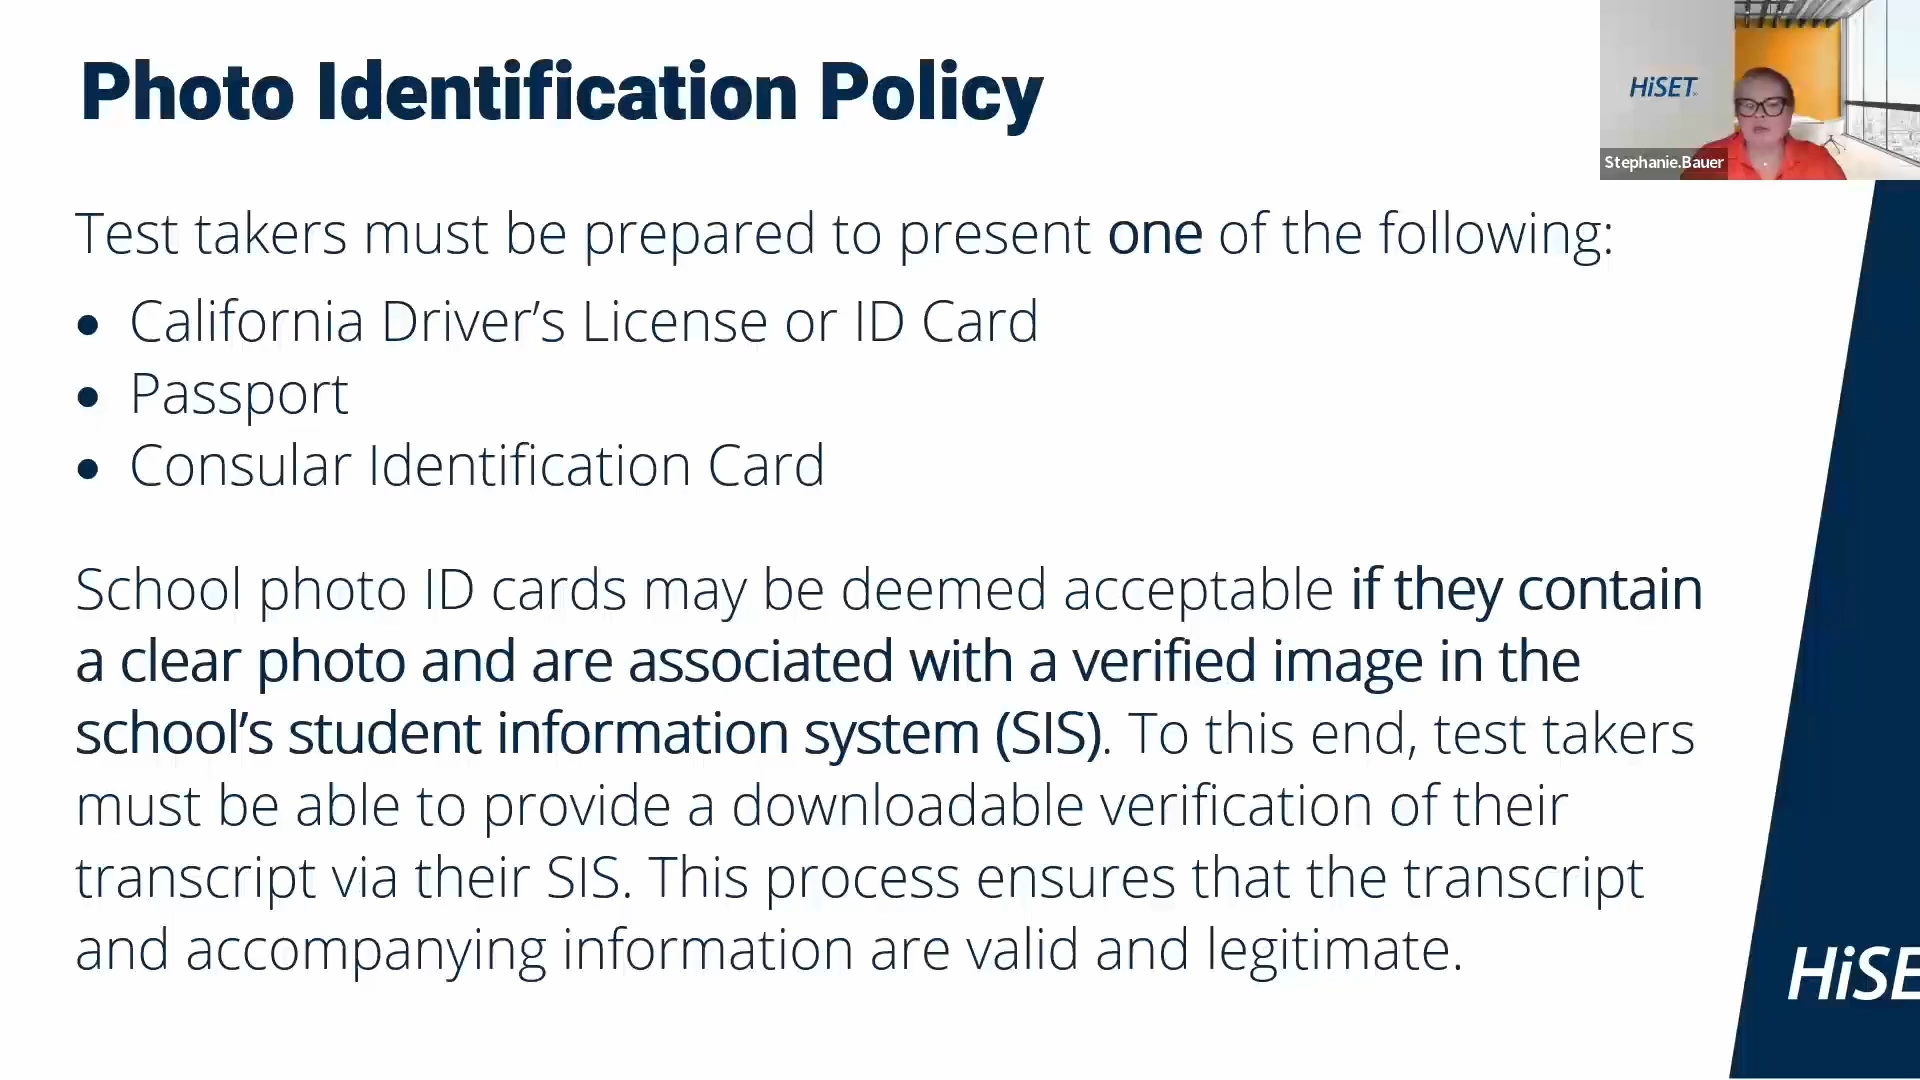 Photo Identification Policy
HiSET
Stephanie.Bauer
Test takers must be prepared to present one of the following:
• California Driver’s License or ID Card
• Passport
• Consular Identification Card
School photo ID cards may be deemed acceptable if they contain
a clear photo and are associated with a verified image in the
school’s student information system (SIS). To this end, test takers
must be able to provide a downloadable verification of their
transcript via their SIS. This process ensures that the transcript
and accompanying information are valid and legitimate.
HiSE